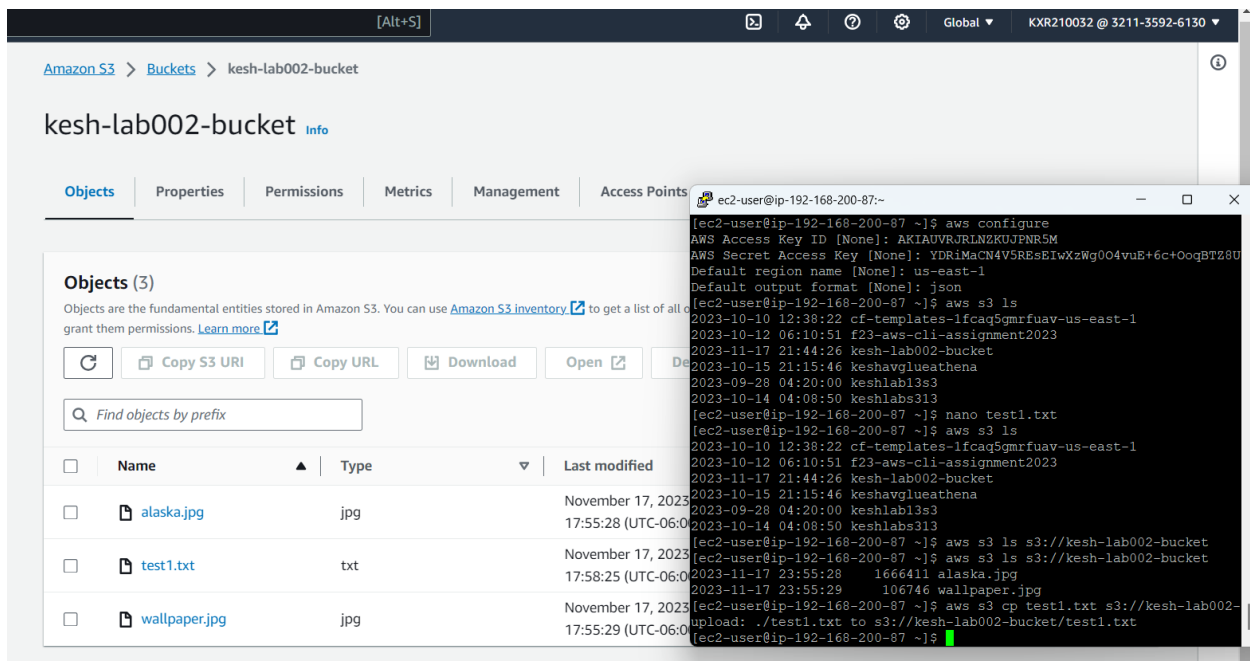 [Alt+S]
Global ▼ KXR210032 @ 3211-3592-6130 ▼
Amazon S3 > Buckets > kesh-lab002-bucket
kesh-lab002-bucket Info
Objects Properties Permissions Metrics Management Access Points
Objects (3)
Objects are the fundamental entities stored in Amazon S3. You can use Amazon S3 inventory to get a list of all
grant them permissions. Learn more
Copy S3 URI Copy URL Download Open De
Find objects by prefix
Name Type Last modified
alaska.jpg jpg November 17, 2023
17:55:28 (UTC-06:0
test1.txt txt November 17, 2023
17:58:25 (UTC-06:0
wallpaper.jpg jpg November 17, 2023
17:55:29 (UTC-06:0
ec2-user@ip-192-168-200-87:~
[ec2-user@ip-192-168-200-87 ~]$ aws configure
AWS Access Key ID [None]: AKIAUVRJRLNZKUJPNR5M
AWS Secret Access Key [None]: YDRiMaCN4V5REsEIwXzWg0O4vuE+6c+OoqBTZ8U
Default region name [None]: us-east-1
Default output format [None]: json
[ec2-user@ip-192-168-200-87 ~]$ aws s3 ls
2023-10-10 12:38:22 cf-templates-1fcaq5gmrfuav-us-east-1
2023-10-12 06:10:51 f23-aws-cli-assignment2023
2023-11-17 21:44:26 kesh-lab002-bucket
2023-10-15 21:15:46 keshavglueathena
2023-09-28 04:20:00 keshlab13s3
2023-10-14 04:08:50 keshlabs313
[ec2-user@ip-192-168-200-87 ~]$ nano test1.txt
[ec2-user@ip-192-168-200-87 ~]$ aws s3 ls
2023-10-10 12:38:22 cf-templates-1fcaq5gmrfuav-us-east-1
2023-10-12 06:10:51 f23-aws-cli-assignment2023
2023-11-17 21:44:26 kesh-lab002-bucket
2023-10-15 21:15:46 keshavglueathena
2023-09-28 04:20:00 keshlab13s3
2023-10-14 04:08:50 keshlabs313
[ec2-user@ip-192-168-200-87 ~]$ aws s3 ls s3://kesh-lab002-bucket
[ec2-user@ip-192-168-200-87 ~]$ aws s3 ls s3://kesh-lab002-bucket
2023-11-17 23:55:28 1666411 alaska.jpg
2023-11-17 23:55:29 106746 wallpaper.jpg
[ec2-user@ip-192-168-200-87 ~]$ aws s3 cp test1.txt s3://kesh-lab002-
upload: ./test1.txt to s3://kesh-lab002-bucket/test1.txt
[ec2-user@ip-192-168-200-87 ~]$